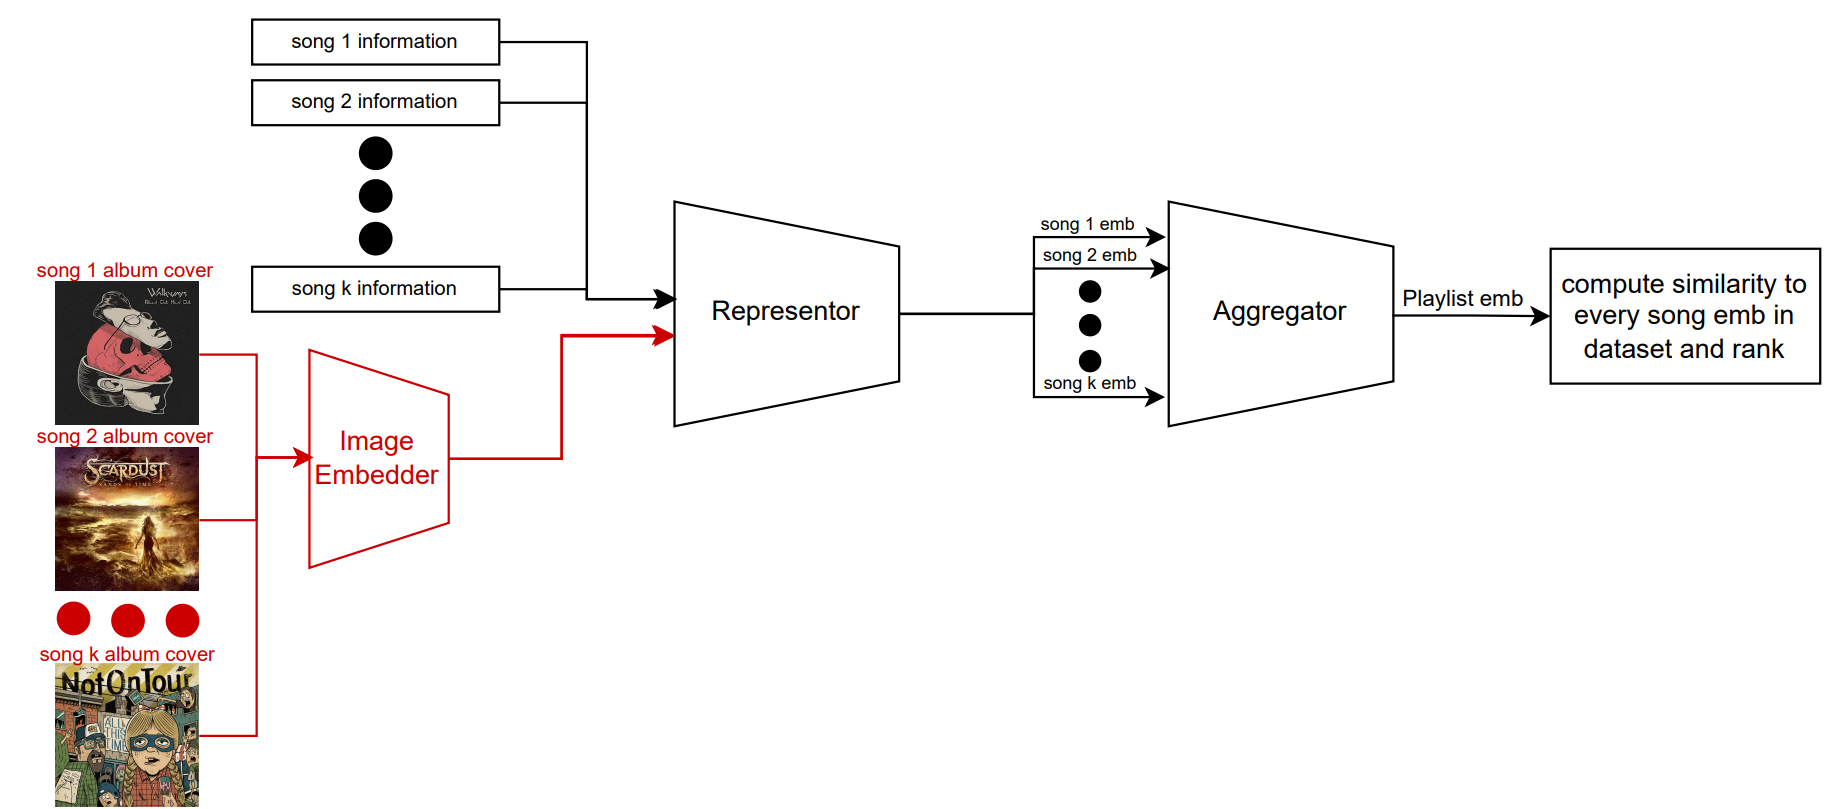 song 1 information
song 2 information
song k information
song 1 album cover
Walkways
song 2 album cover
SCARDUST
SANDS OF TIME
song k album cover
NotOnTour
ALL
THIS
TIME
Image
Embedder
Representor
song 1 emb
song 2 emb
song k emb
Aggregator
Playlist emb
compute similarity to
every song emb in
dataset and rank